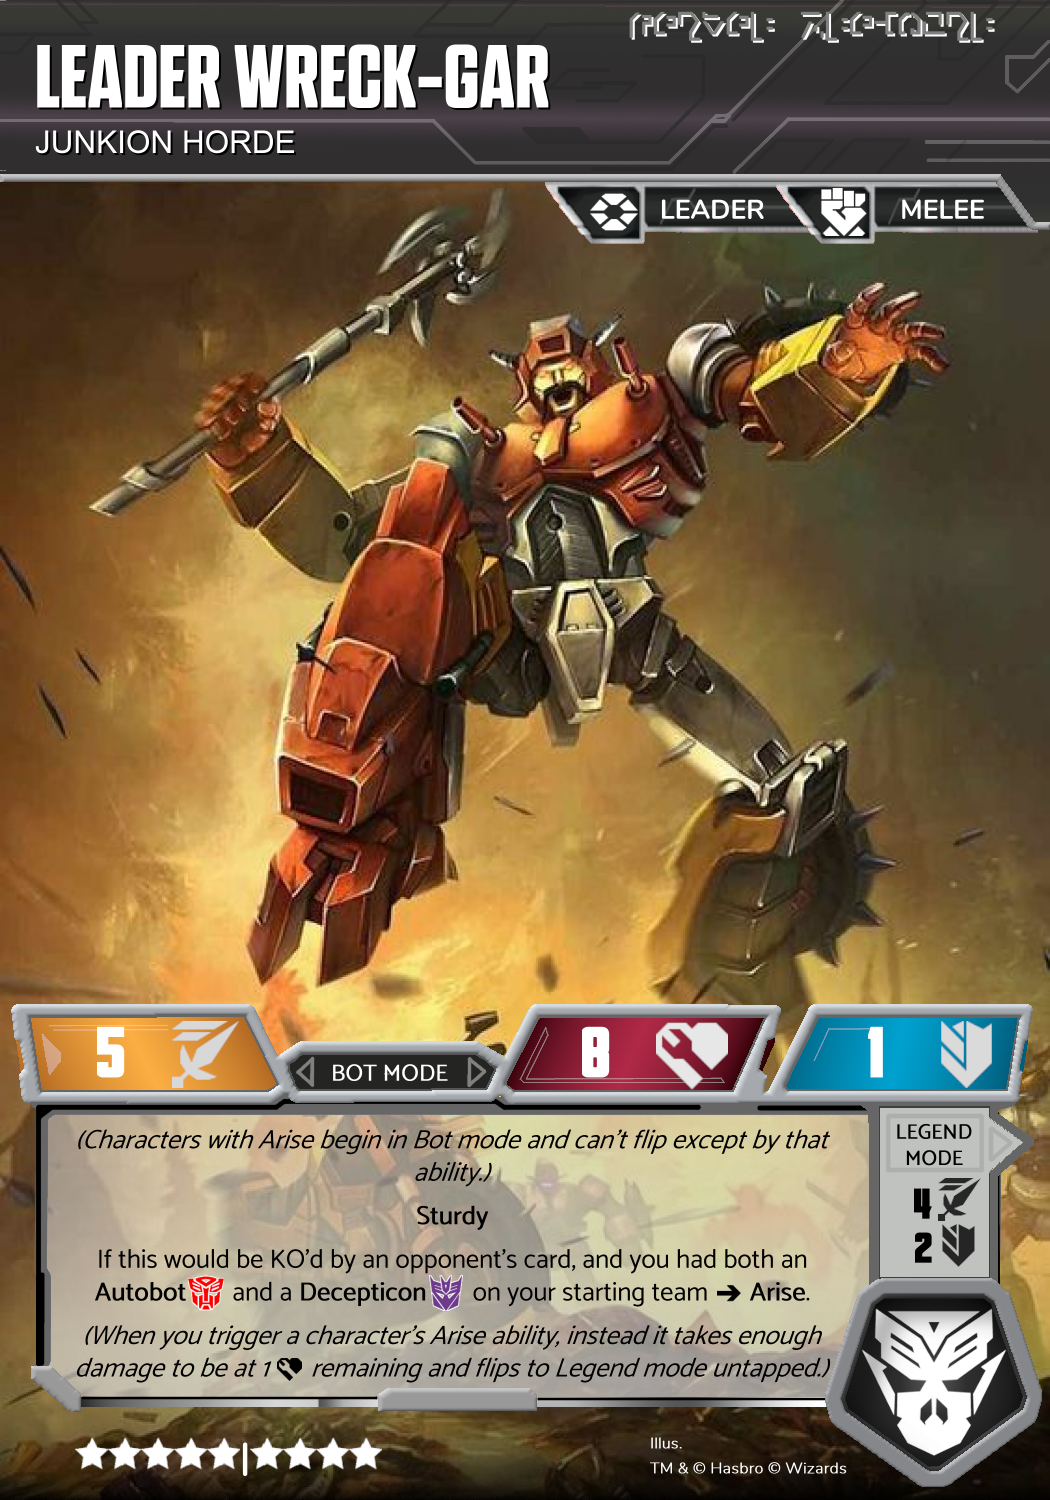 LEADER WRECK-GAR
JUNKION HORDE
LEADER
MELEE
5
8
1
BOT MODE
(Characters with Arise begin in Bot mode and can't flip except by that
ability.)
Sturdy
If this would be KO'd by an opponent's card, and you had both an
Autobot and a Decepticon on your starting team ➔ Arise.
(When you trigger a character's Arise ability, instead it takes enough
damage to be at 1 remaining and flips to Legend mode untapped.)
LEGEND
MODE
4
2
Illus.
TM & © Hasbro © Wizards